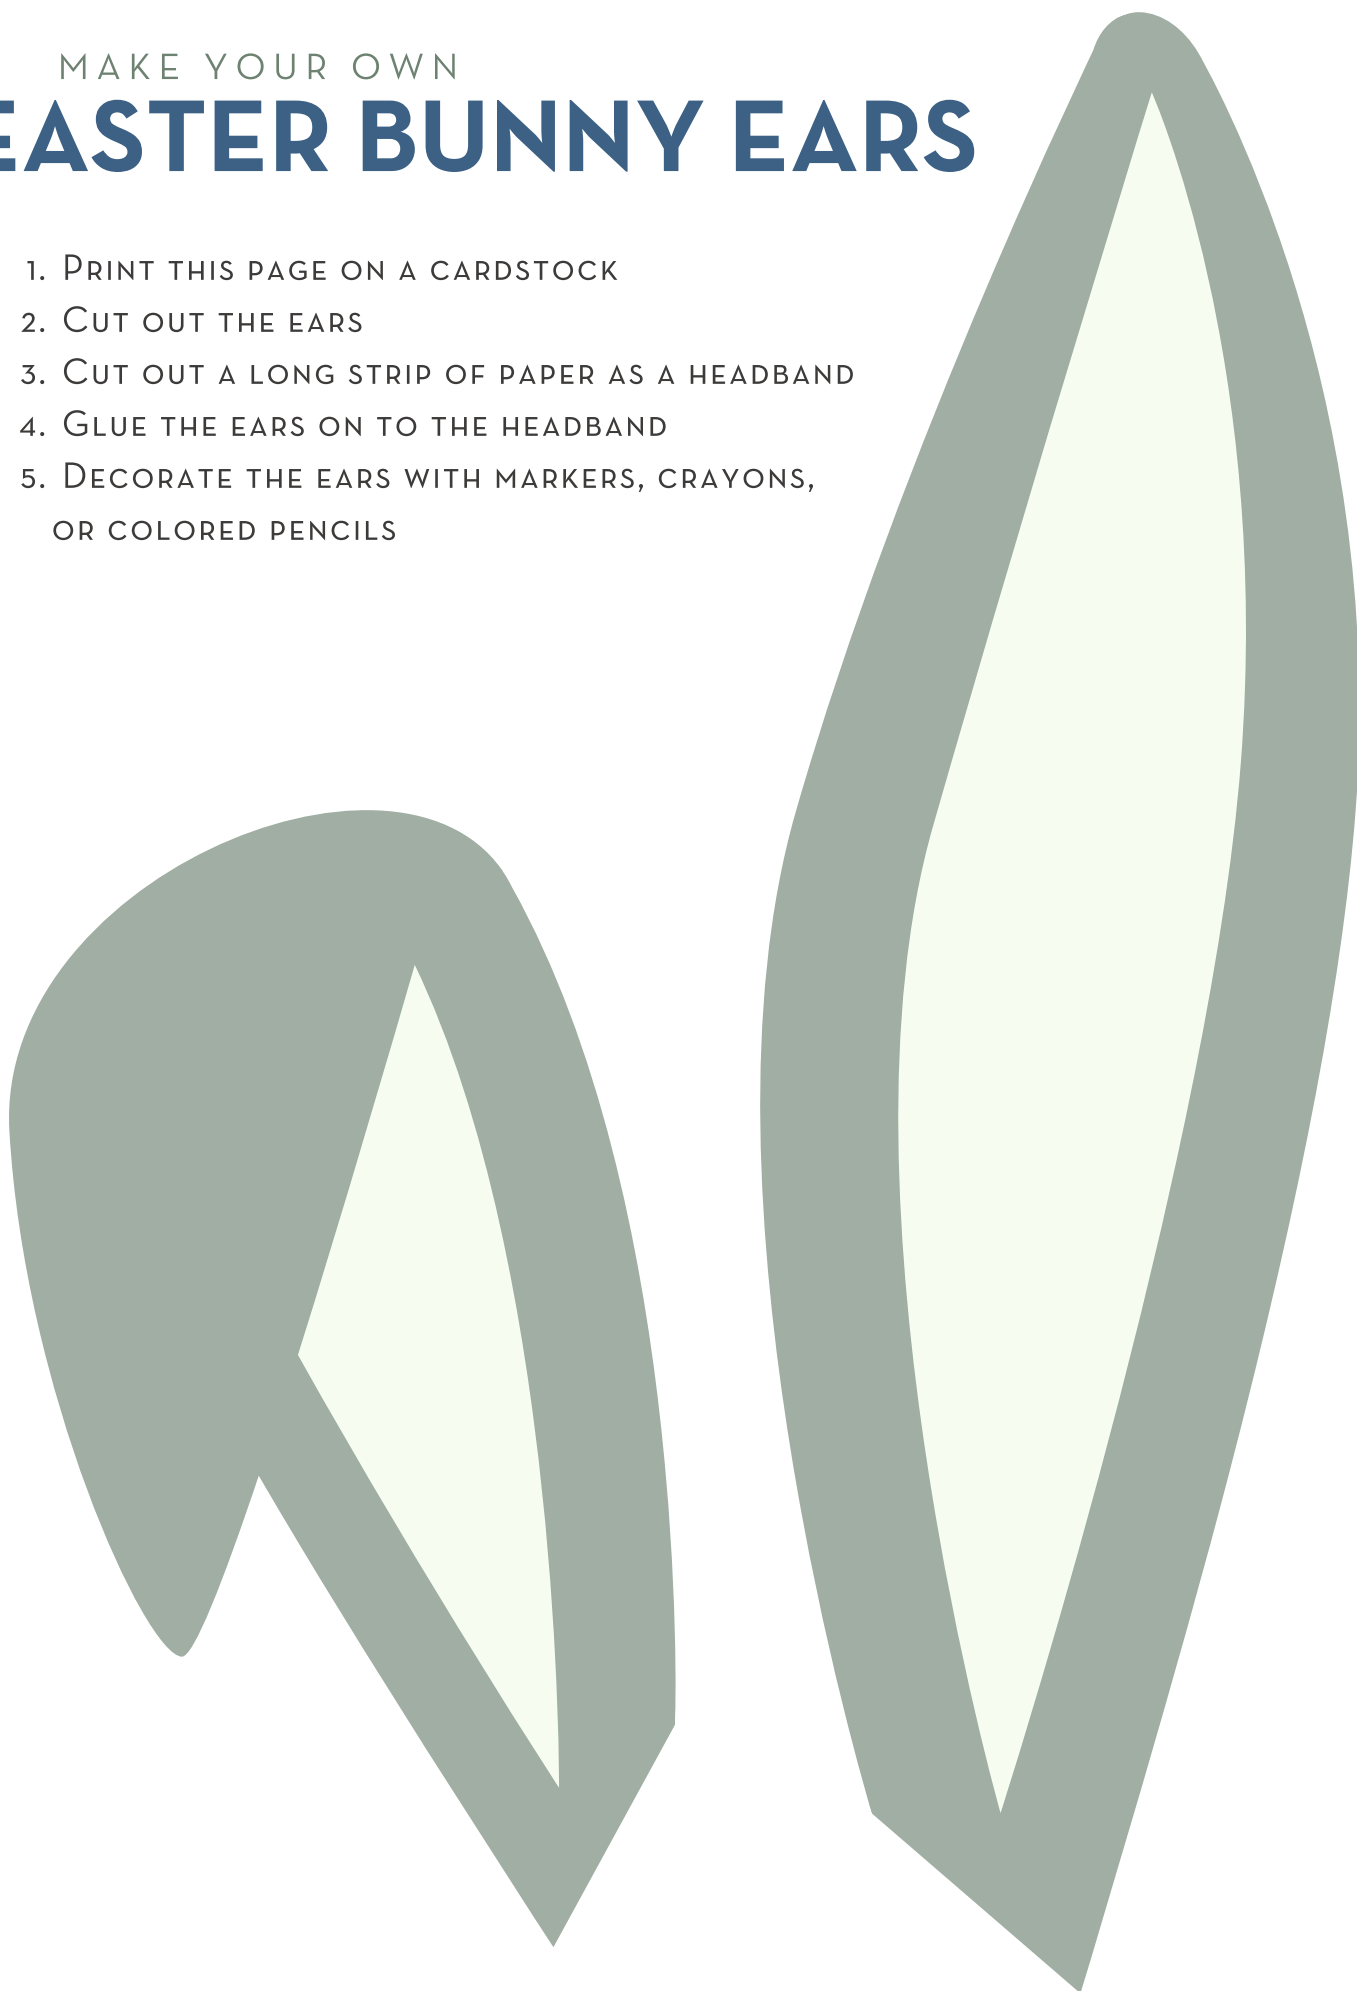 MAKE YOUR OWN
EASTER BUNNY EARS
1. Print this page on a cardstock
2. Cut out the ears
3. Cut out a long strip of paper as a headband
4. Glue the ears on to the headband
5. Decorate the ears with markers, crayons,
or colored pencils